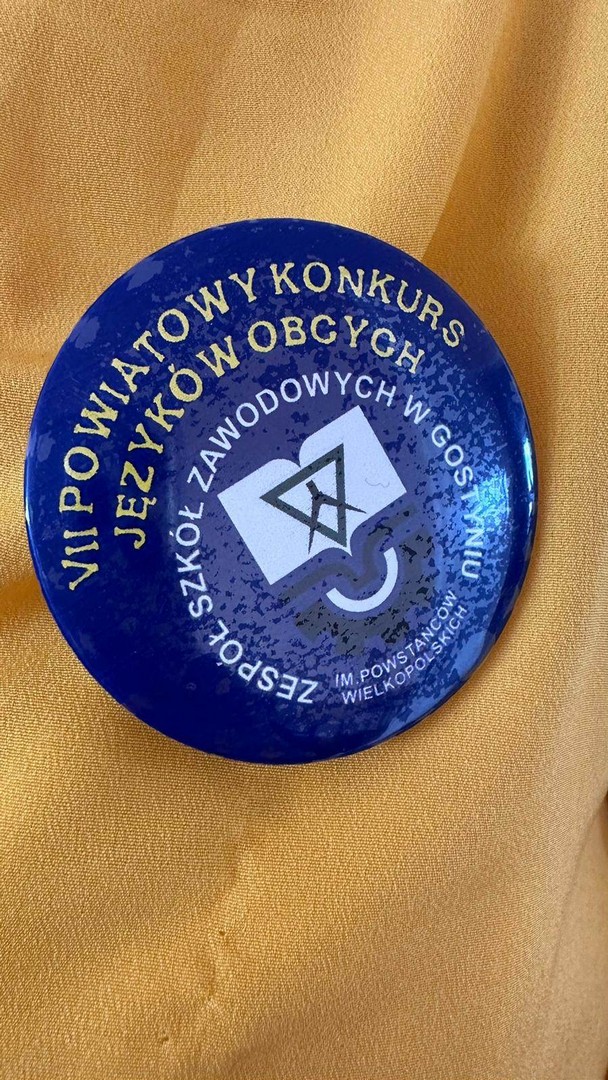 VII POWIATOWY KONKURS
JĘZYKÓW OBCYCH
ZESPÓŁ SZKÓŁ ZAWODOWYCH W GOSTYNIU
IM. POWSTAŃCÓW
WIELKOPOLSKICH